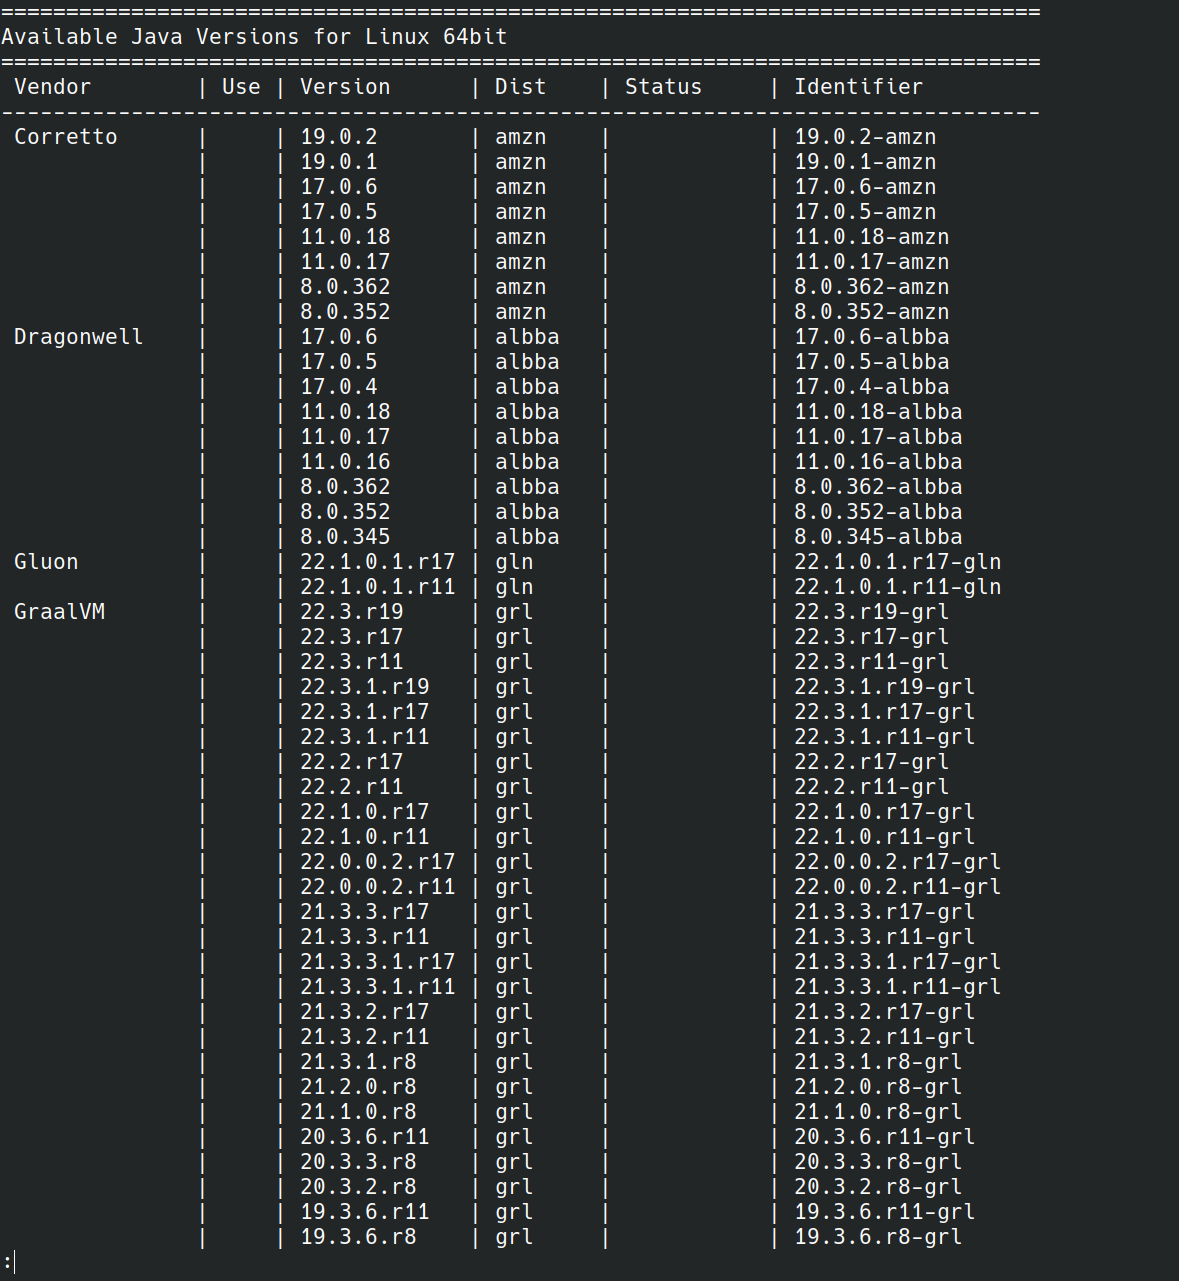 ================================================================================
Available Java Versions for Linux 64bit
================================================================================
 Vendor        | Use | Version      | Dist    | Status     | Identifier
--------------------------------------------------------------------------------
 Corretto      |     | 19.0.2       | amzn    |            | 19.0.2-amzn
               |     | 19.0.1       | amzn    |            | 19.0.1-amzn
               |     | 17.0.6       | amzn    |            | 17.0.6-amzn
               |     | 17.0.5       | amzn    |            | 17.0.5-amzn
               |     | 11.0.18      | amzn    |            | 11.0.18-amzn
               |     | 11.0.17      | amzn    |            | 11.0.17-amzn
               |     | 8.0.362      | amzn    |            | 8.0.362-amzn
               |     | 8.0.352      | amzn    |            | 8.0.352-amzn
 Dragonwell    |     | 17.0.6       | albba   |            | 17.0.6-albba
               |     | 17.0.5       | albba   |            | 17.0.5-albba
               |     | 17.0.4       | albba   |            | 17.0.4-albba
               |     | 11.0.18      | albba   |            | 11.0.18-albba
               |     | 11.0.17      | albba   |            | 11.0.17-albba
               |     | 11.0.16      | albba   |            | 11.0.16-albba
               |     | 8.0.362      | albba   |            | 8.0.362-albba
               |     | 8.0.352      | albba   |            | 8.0.352-albba
               |     | 8.0.345      | albba   |            | 8.0.345-albba
 Gluon         |     | 22.1.0.1.r17 | gln     |            | 22.1.0.1.r17-gln
               |     | 22.1.0.1.r11 | gln     |            | 22.1.0.1.r11-gln
 GraalVM       |     | 22.3.r19     | grl     |            | 22.3.r19-grl
               |     | 22.3.r17     | grl     |            | 22.3.r17-grl
               |     | 22.3.r11     | grl     |            | 22.3.r11-grl
               |     | 22.3.1.r19   | grl     |            | 22.3.1.r19-grl
               |     | 22.3.1.r17   | grl     |            | 22.3.1.r17-grl
               |     | 22.3.1.r11   | grl     |            | 22.3.1.r11-grl
               |     | 22.2.r17     | grl     |            | 22.2.r17-grl
               |     | 22.2.r11     | grl     |            | 22.2.r11-grl
               |     | 22.1.0.r17   | grl     |            | 22.1.0.r17-grl
               |     | 22.1.0.r11   | grl     |            | 22.1.0.r11-grl
               |     | 22.0.0.2.r17 | grl     |            | 22.0.0.2.r17-grl
               |     | 22.0.0.2.r11 | grl     |            | 22.0.0.2.r11-grl
               |     | 21.3.3.r17   | grl     |            | 21.3.3.r17-grl
               |     | 21.3.3.r11   | grl     |            | 21.3.3.r11-grl
               |     | 21.3.3.1.r17 | grl     |            | 21.3.3.1.r17-grl
               |     | 21.3.3.1.r11 | grl     |            | 21.3.3.1.r11-grl
               |     | 21.3.2.r17   | grl     |            | 21.3.2.r17-grl
               |     | 21.3.2.r11   | grl     |            | 21.3.2.r11-grl
               |     | 21.3.1.r8    | grl     |            | 21.3.1.r8-grl
               |     | 21.2.0.r8    | grl     |            | 21.2.0.r8-grl
               |     | 21.1.0.r8    | grl     |            | 21.1.0.r8-grl
               |     | 20.3.6.r11   | grl     |            | 20.3.6.r11-grl
               |     | 20.3.3.r8    | grl     |            | 20.3.3.r8-grl
               |     | 20.3.2.r8    | grl     |            | 20.3.2.r8-grl
               |     | 19.3.6.r11   | grl     |            | 19.3.6.r11-grl
               |     | 19.3.6.r8    | grl     |            | 19.3.6.r8-grl
: